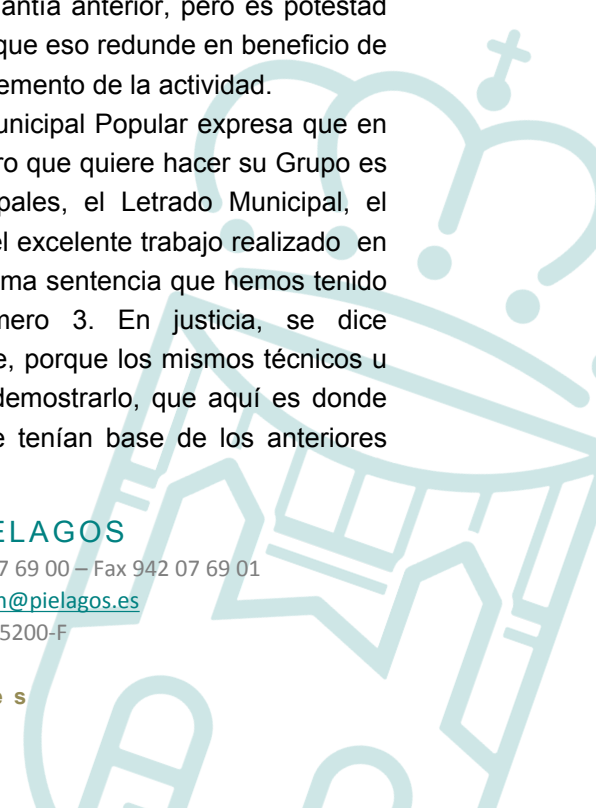 antía anterior, pero es potestad
que eso redunde en beneficio de
emento de la actividad.
unicipal Popular expresa que en
ro que quiere hacer su Grupo es
pales, el Letrado Municipal, el
el excelente trabajo realizado en
ma sentencia que hemos tenido
mero 3. En justicia, se dice
e, porque los mismos técnicos u
demostrarlo, que aquí es donde
e tenían base de los anteriores
ELAGOS
7 69 00 – Fax 942 07 69 01
n@pielagos.es
5200-F
e s